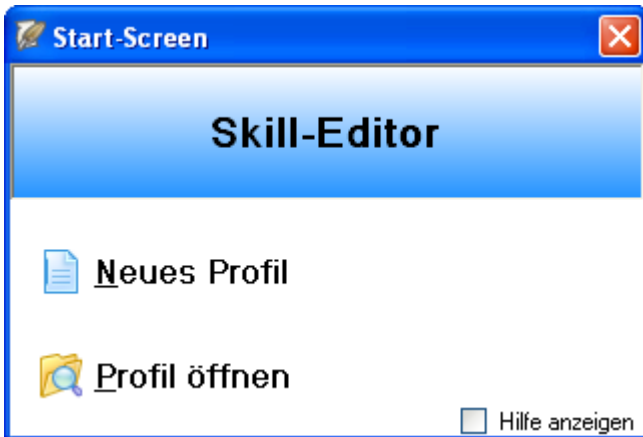 Start-Screen
Skill-Editor
Neues Profil
Profil öffnen
Hilfe anzeigen